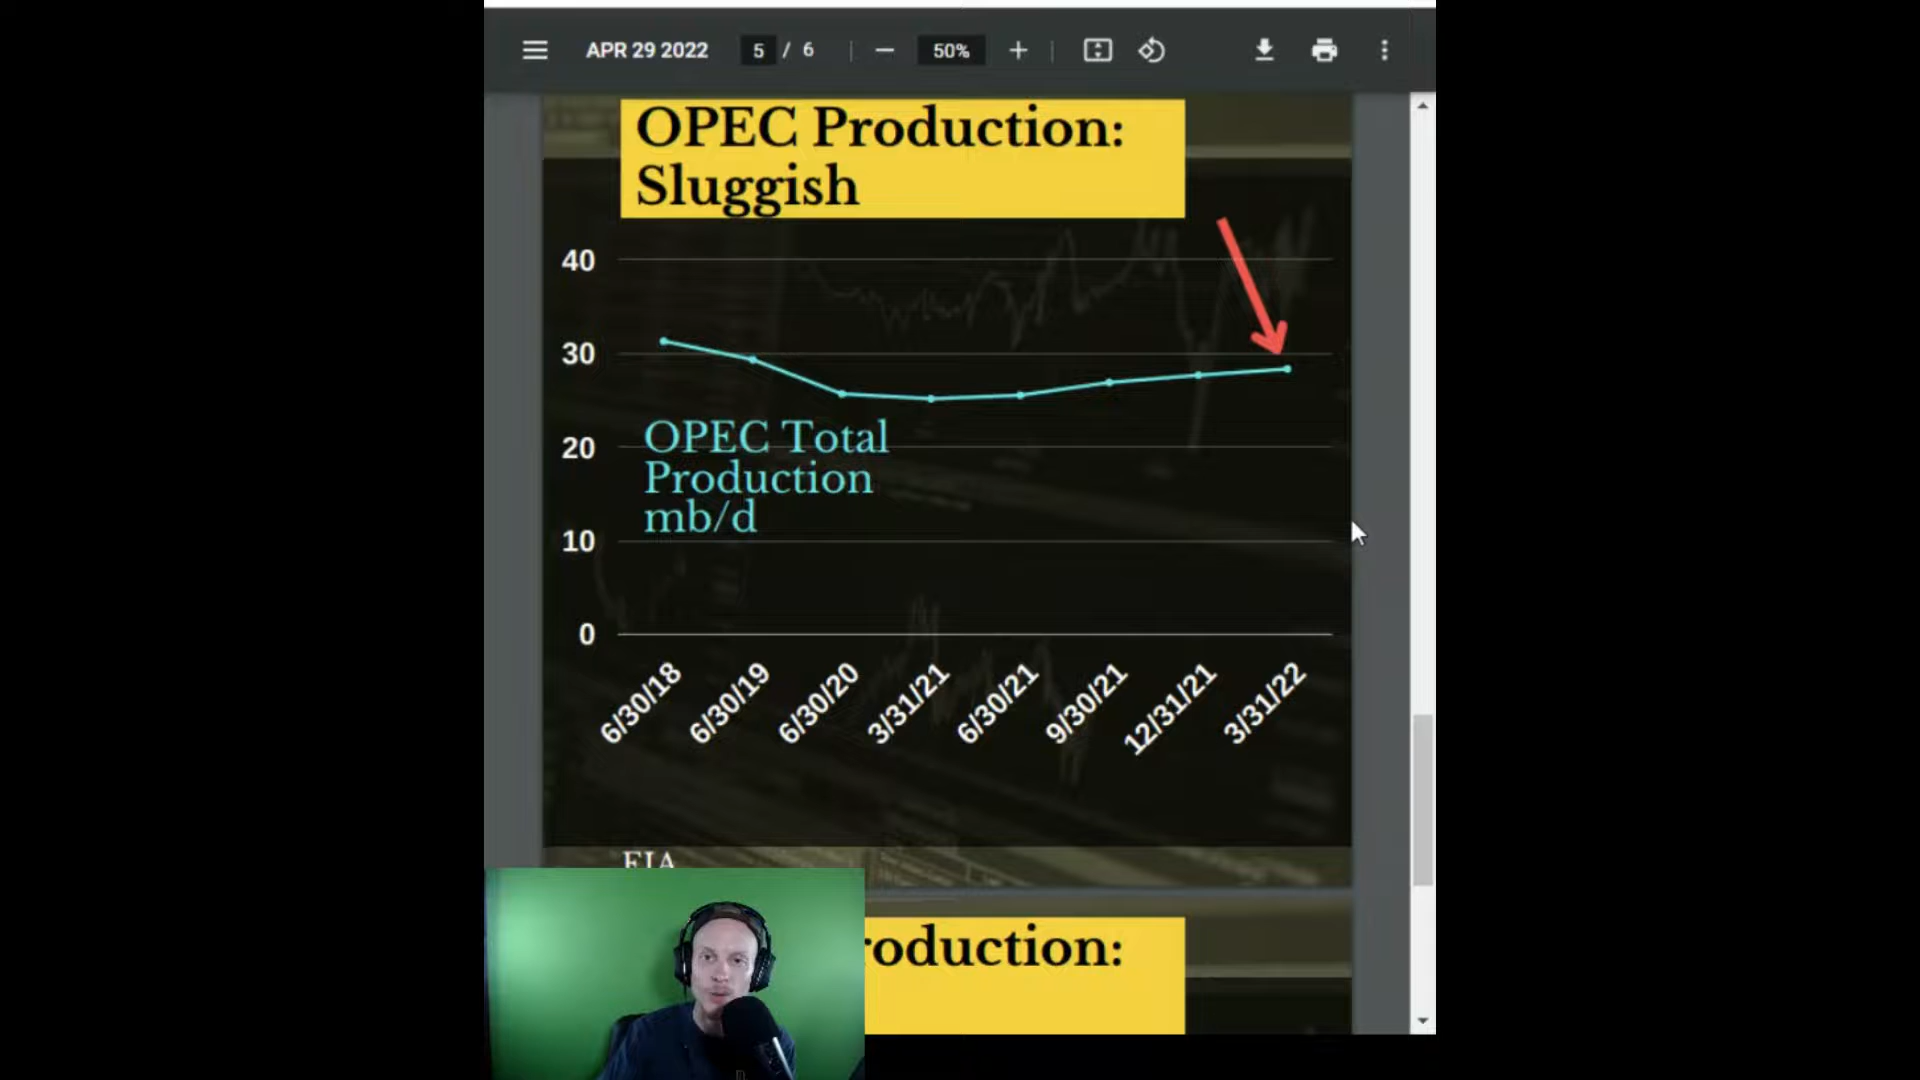 APR 29 2022 5 / 6 50%
OPEC Production:
Sluggish
40
30
20
10
0
OPEC Total
Production
mb/d
6/30/18 6/30/19 6/30/20 3/31/21 6/30/21 9/30/21 12/31/21 3/31/22
EIA
roduction: